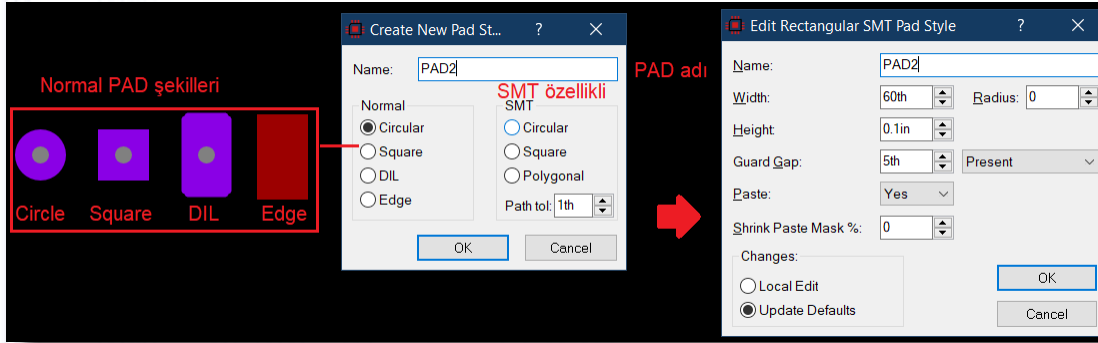 Normal PAD şekilleri
Circle
Square
DIL
Edge
Create New Pad St...
?
Name:
PAD2
SMT özellikli
Normal
Circular
Square
DIL
Edge
SMT
Circular
Square
Polygonal
Path tol:
1th
OK
Cancel
PAD adı
Edit Rectangular SMT Pad Style
?
Name:
PAD2
Width:
60th
Radius:
0
Height:
0.1in
Guard Gap:
5th
Present
Paste:
Yes
Shrink Paste Mask %:
0
Changes:
Local Edit
Update Defaults
OK
Cancel